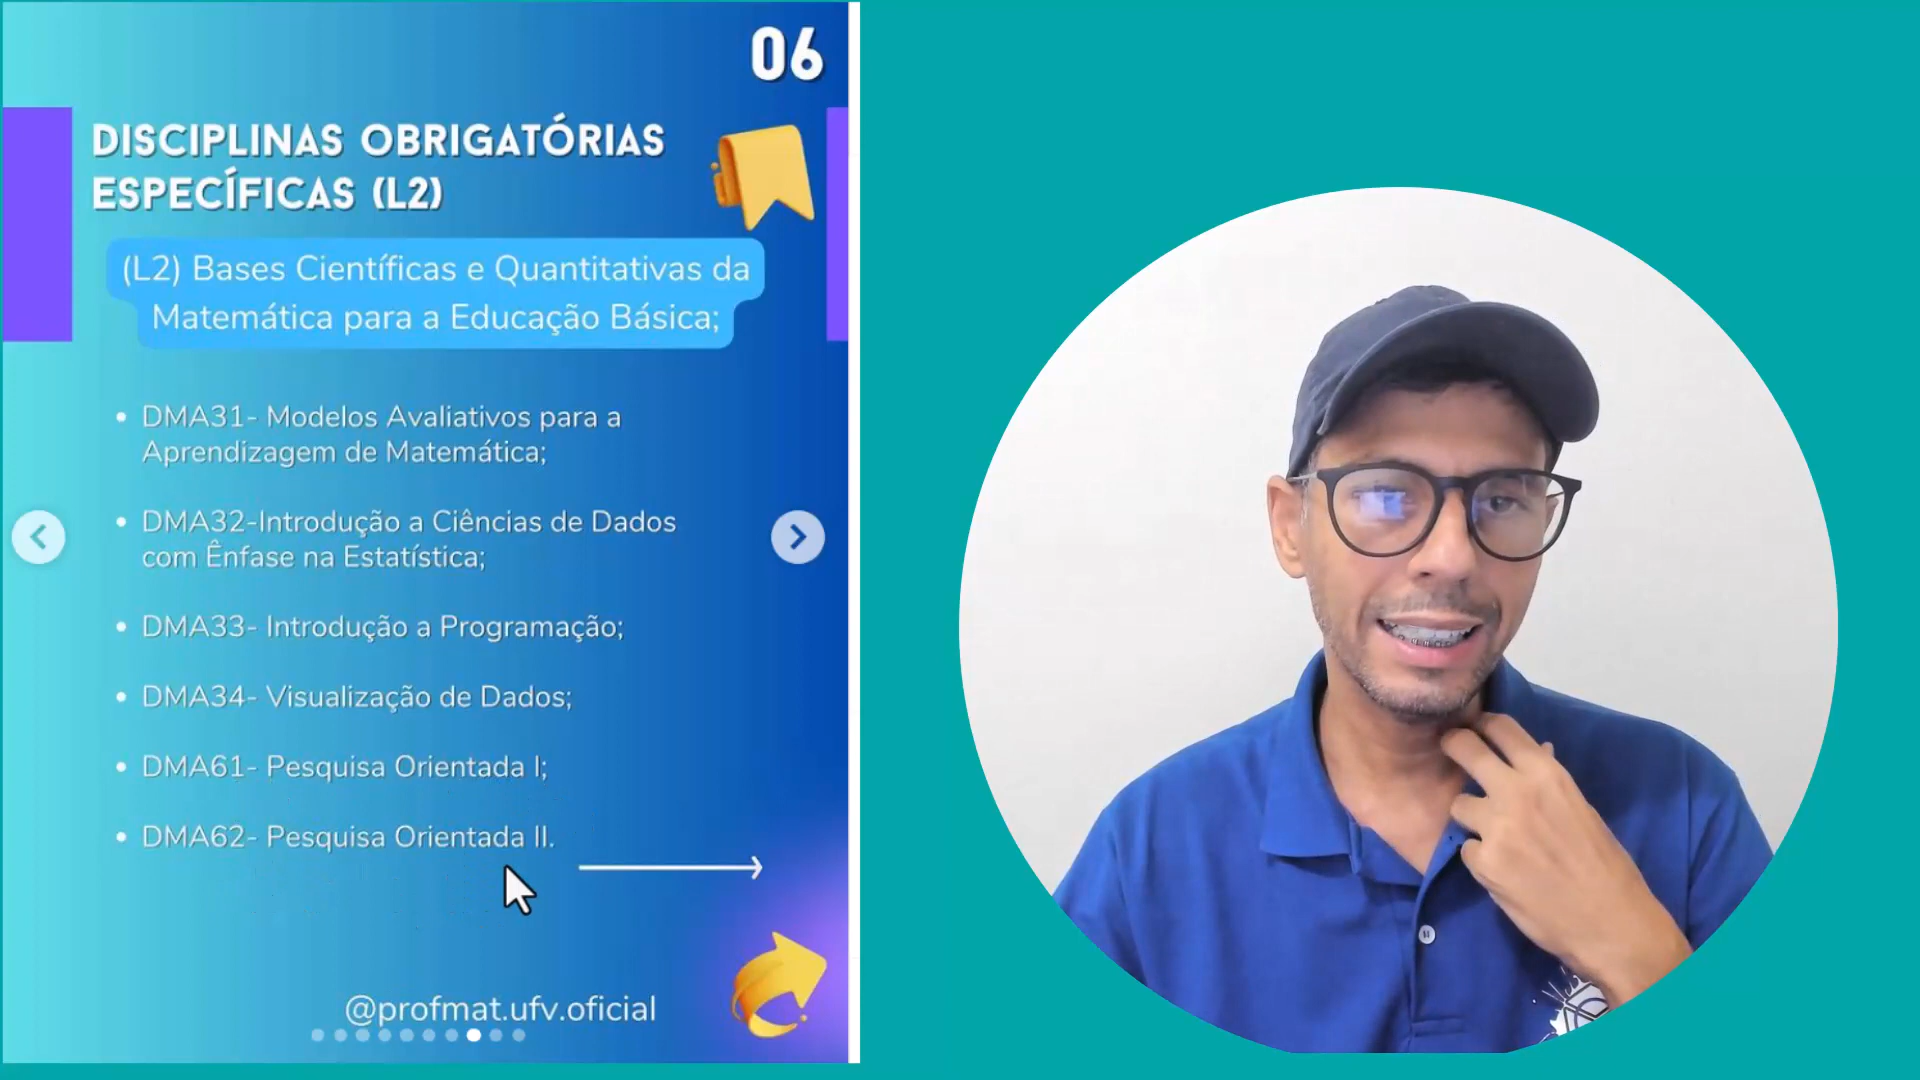 06
DISCIPLINAS OBRIGATÓRIAS
ESPECÍFICAS (L2)
(L2) Bases Científicas e Quantitativas da
Matemática para a Educação Básica;
• DMA31- Modelos Avaliativos para a
Aprendizagem de Matemática;
• DMA32-Introdução a Ciências de Dados
com Ênfase na Estatística;
• DMA33- Introdução a Programação;
• DMA34- Visualização de Dados;
• DMA61- Pesquisa Orientada I;
• DMA62- Pesquisa Orientada II.
@profmat.ufv.oficial